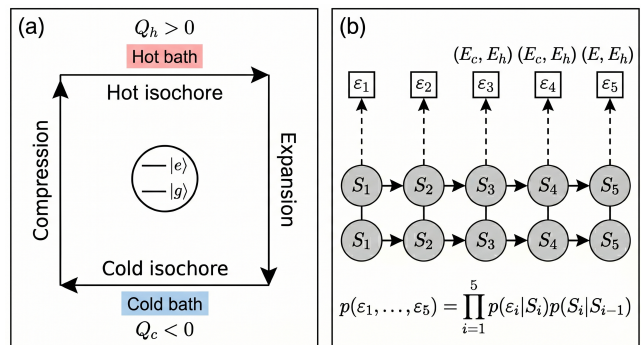 (a)
Q_h > 0
Hot bath
Hot isochore
Compression
|e⟩
|g⟩
Expansion
Cold isochore
Cold bath
Q_c < 0
(b)
(E_c, E_h) (E_c, E_h) (E, E_h)
ε_1 ε_2 ε_3 ε_4 ε_5
S_1 S_2 S_3 S_4 S_5
S_1 S_2 S_3 S_4 S_5
p(ε_1, …, ε_5) = ∏_{i=1}^{5} p(ε_i|S_i)p(S_i|S_{i−1})